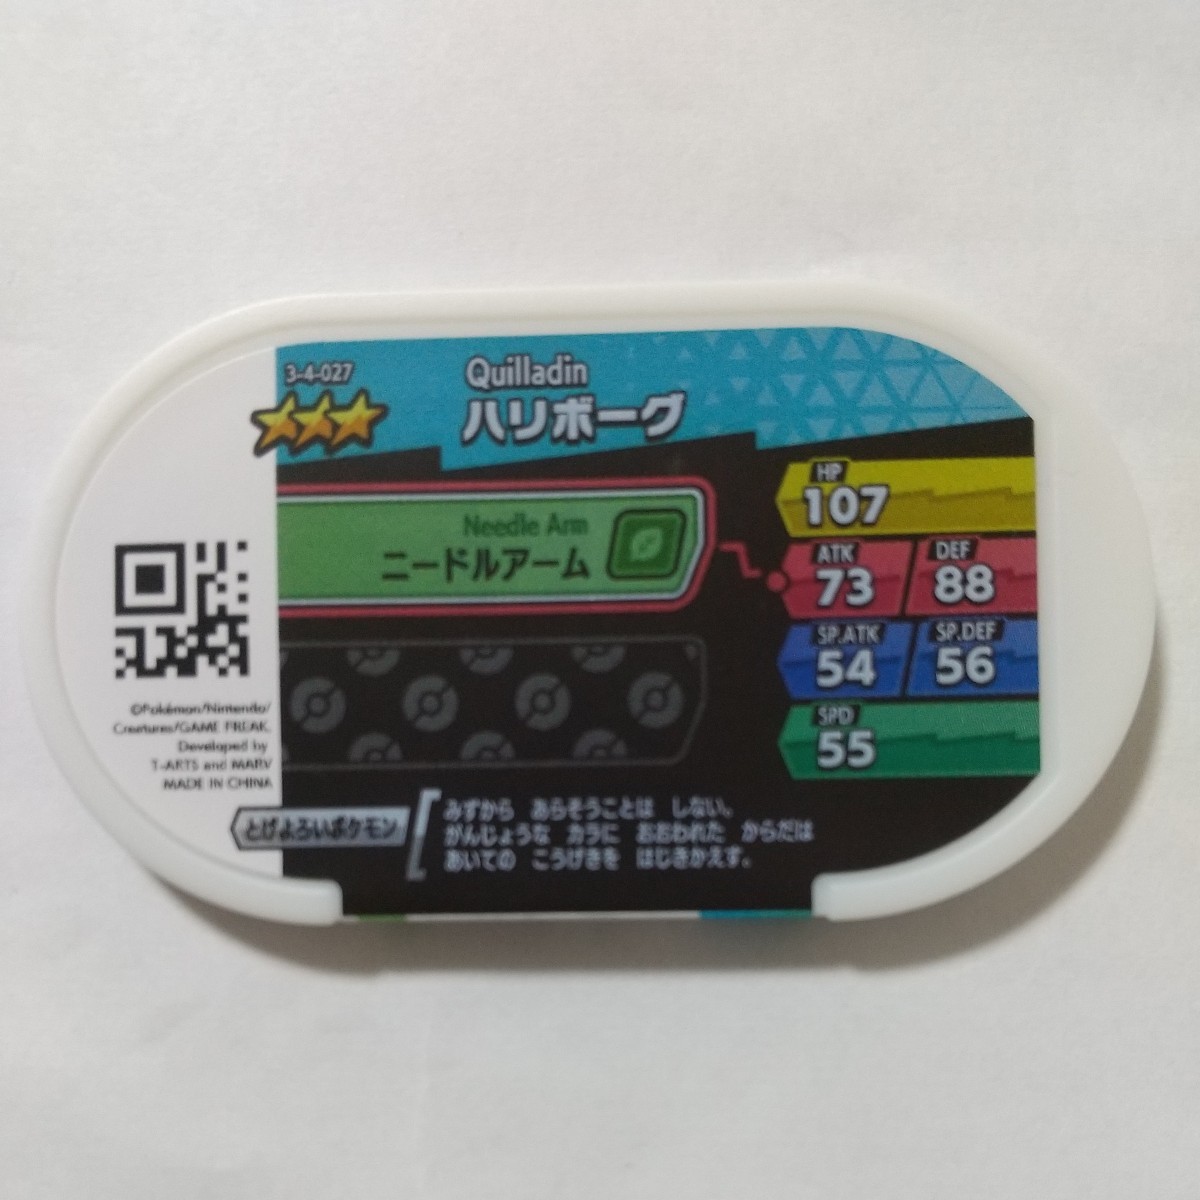 3-4-027
Quilladin
ハリボーグ
Needle Arm
ニードルアーム
HP
107
ATK
73
DEF
88
SP.ATK
54
SP.DEF
56
SPD
55
©Pokémon/Nintendo/
Creatures/GAME FREAK.
Developed by
T-ARTS and MARV
MADE IN CHINA
とげよろいポケモン
みずから あらそうことは しない。
がんじょうな カラに おおわれた からだは
あいての こうげきを はじきかえす。